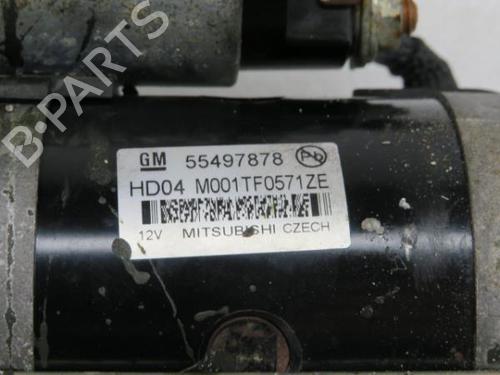 B-PARTS
GM 55497878 Pb
HD04 M001TF0571ZE
12V MITSUBISHI CZECH